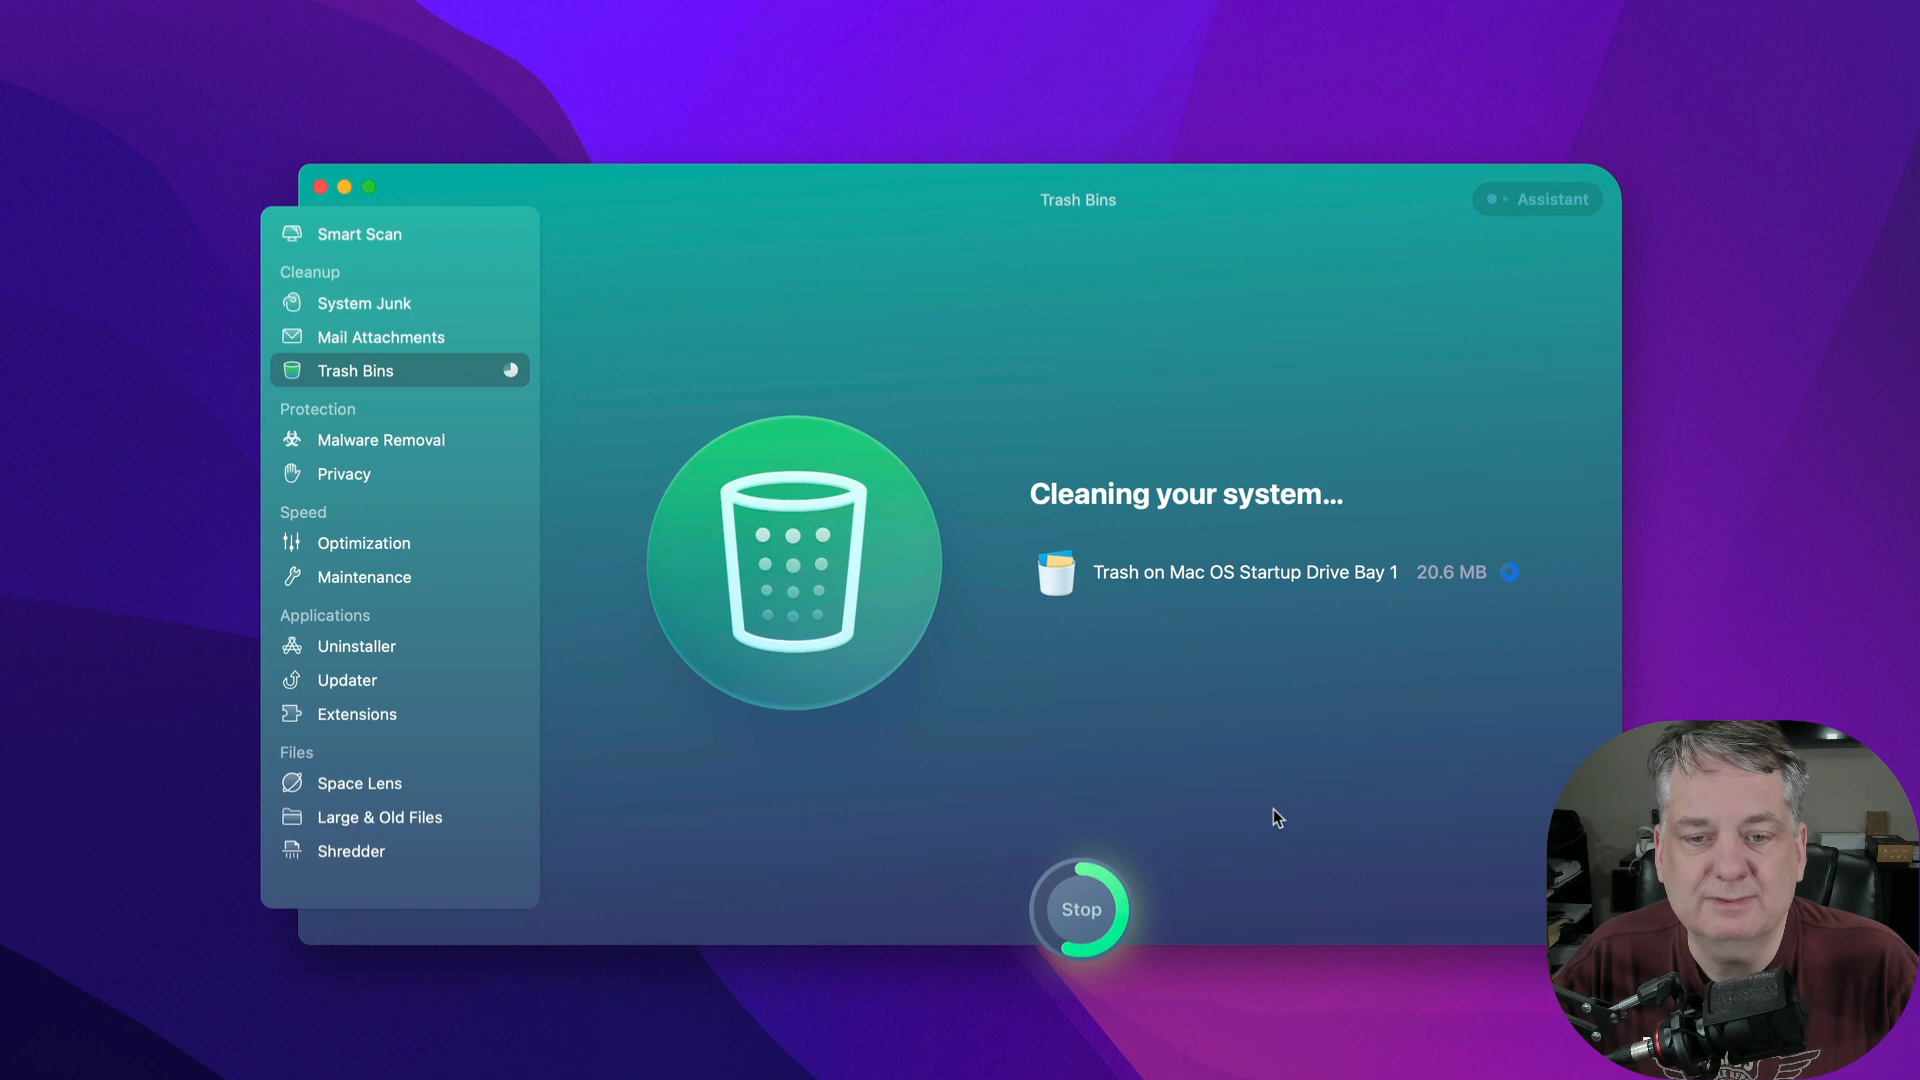 Trash Bins
Assistant
Smart Scan
Cleanup
System Junk
Mail Attachments
Trash Bins
Protection
Malware Removal
Privacy
Speed
Optimization
Maintenance
Applications
Uninstaller
Updater
Extensions
Files
Space Lens
Large & Old Files
Shredder
Cleaning your system...
Trash on Mac OS Startup Drive Bay 1 20.6 MB
Stop